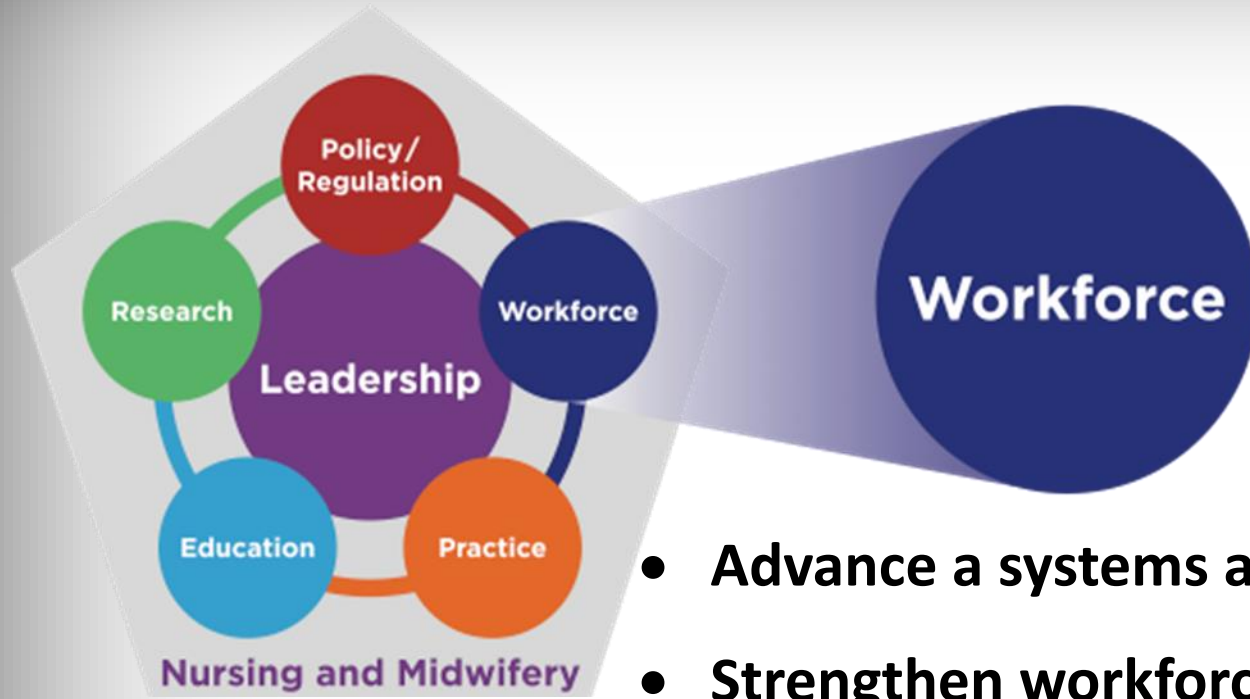 Policy/
Regulation
Research
Workforce
Leadership
Education
Practice
Nursing and Midwifery
Workforce
• Advance a systems a
• Strengthen workforc